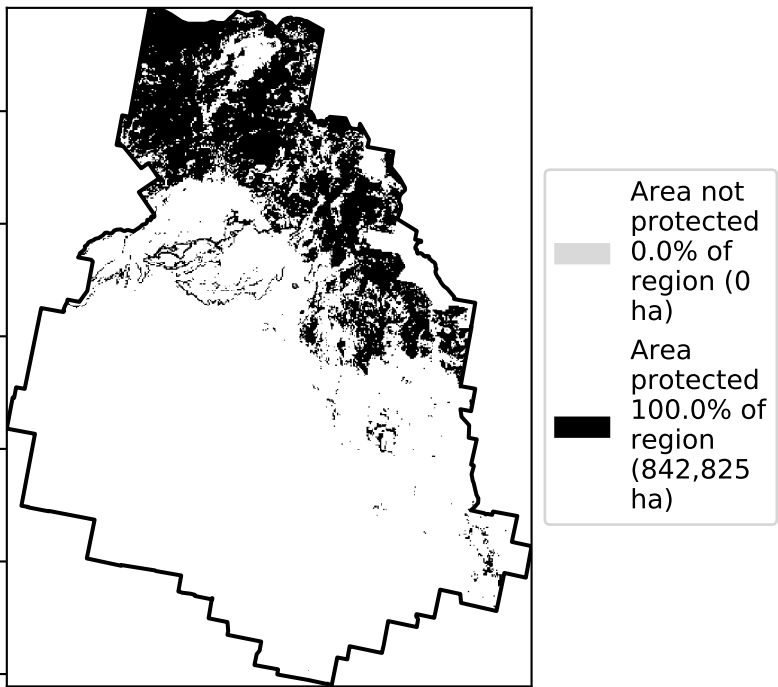 Area not
protected
0.0% of
region (0
ha)
Area
protected
100.0% of
region
(842,825
ha)